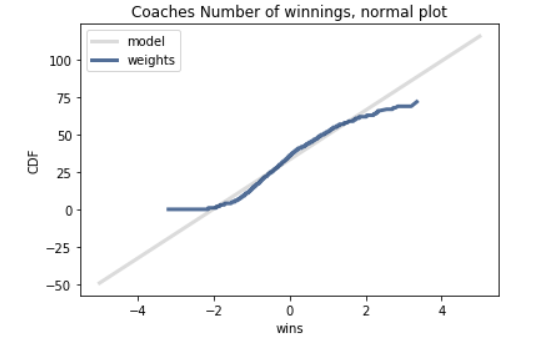 Coaches Number of winnings, normal plot
model
weights
100
75
50
25
0
−25
−50
CDF
−4
−2
0
2
4
wins